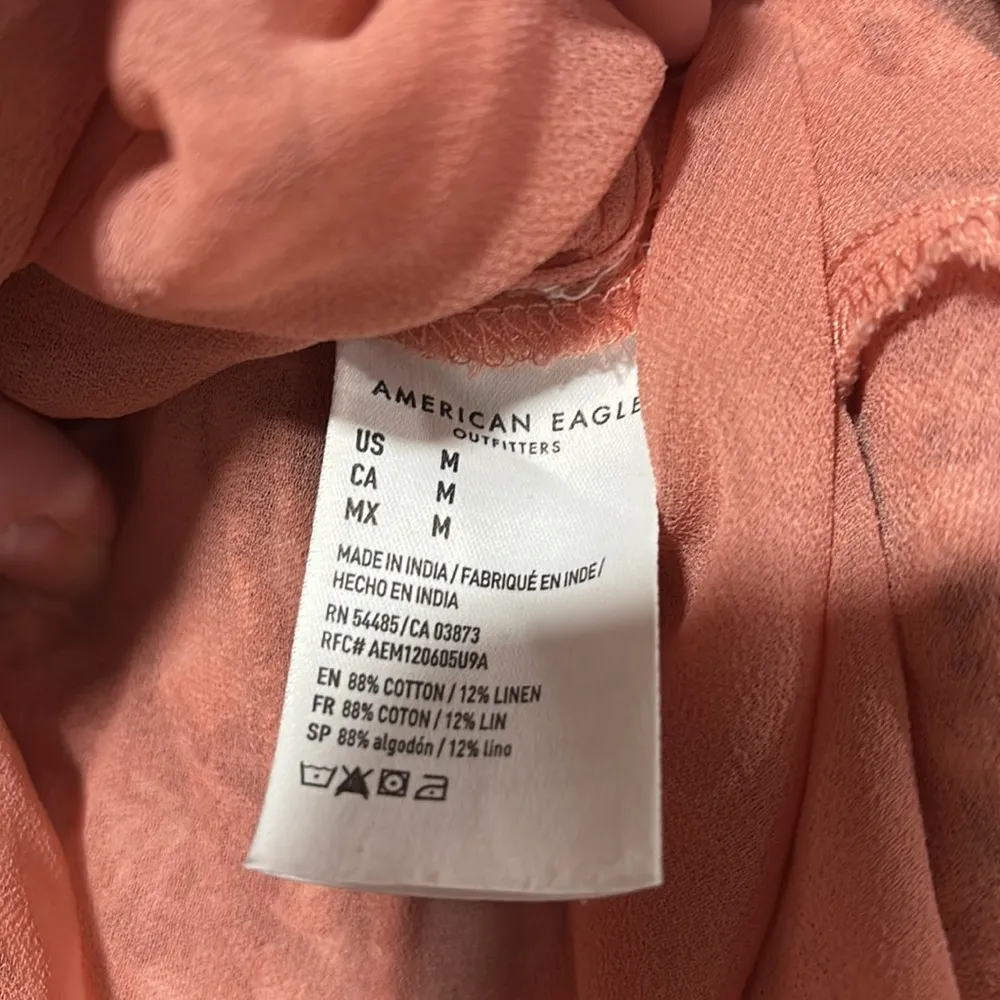 AMERICAN EAGLE
OUTFITTERS
US M
CA M
MX M
MADE IN INDIA / FABRIQUÉ EN INDE /
HECHO EN INDIA
RN 54485/CA 03873
RFC# AEM120605U9A
EN 88% COTTON / 12% LINEN
FR 88% COTON / 12% LIN
SP 88% algodón / 12% lino